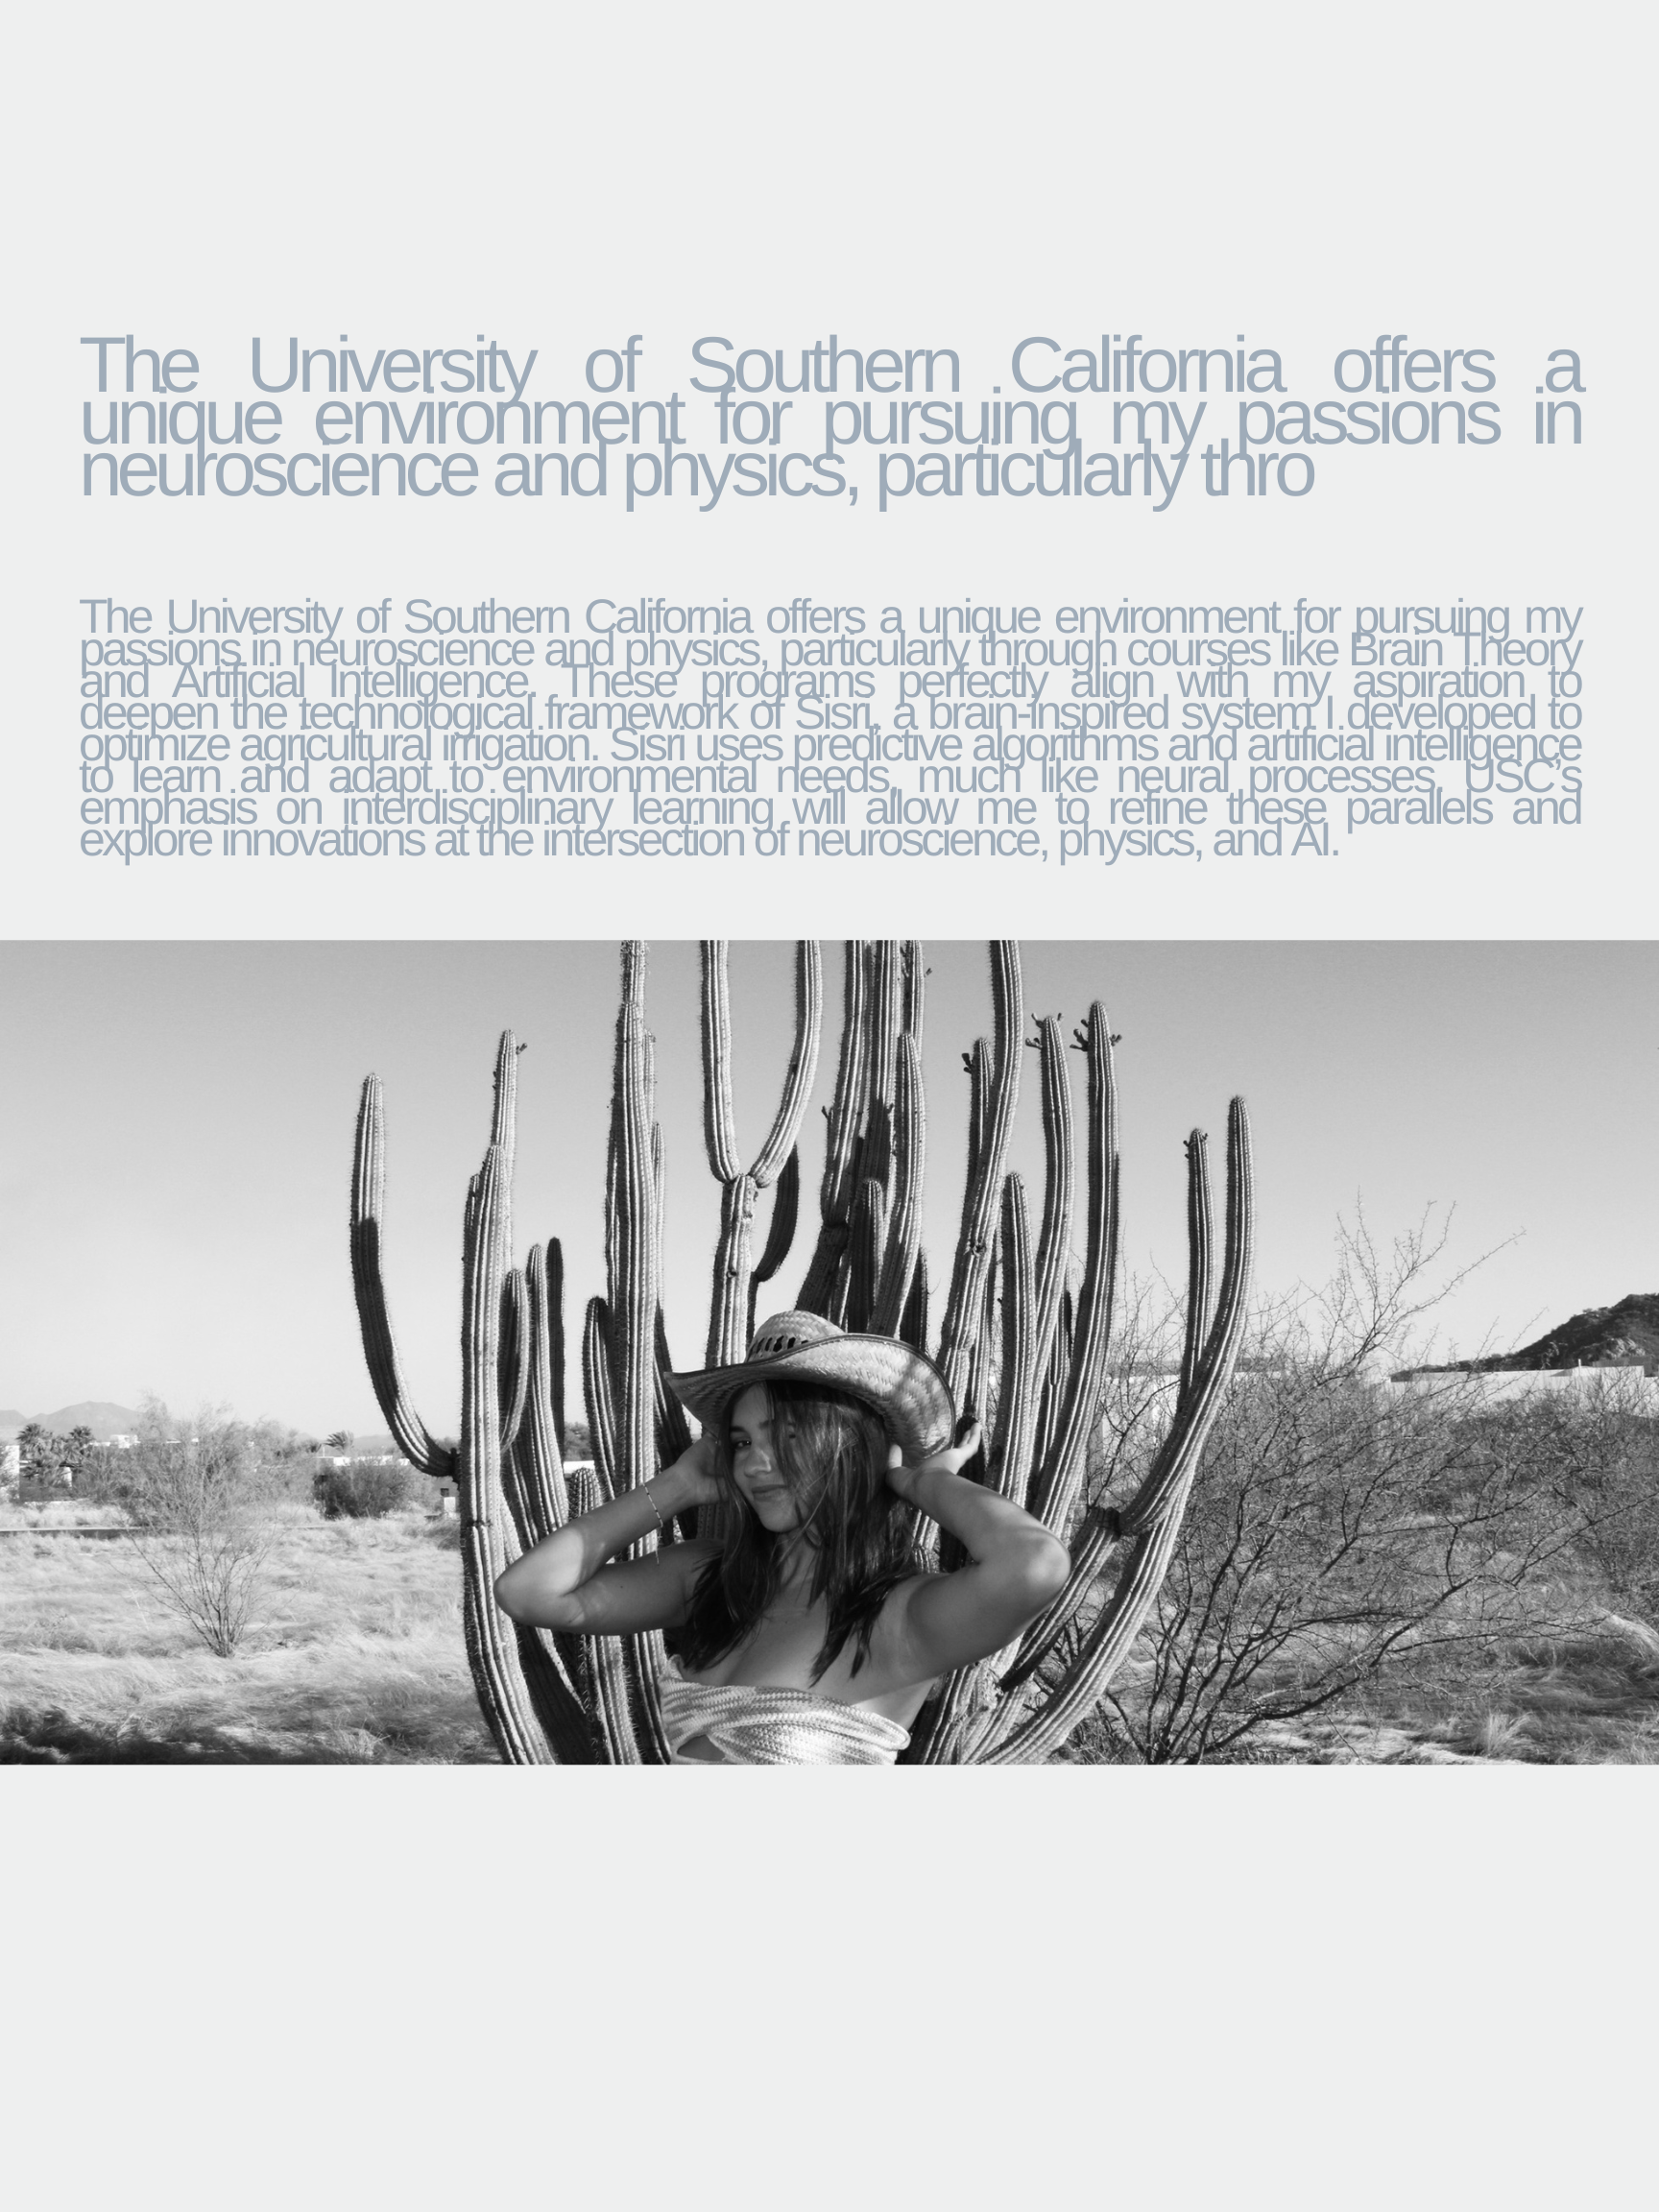 The University of Southern California offers a
unique environment for pursuing my passions in
neuroscience and physics, particularly thro
The University of Southern California offers a unique environment for pursuing my
passions in neuroscience and physics, particularly through courses like Brain Theory
and Artificial Intelligence. These programs perfectly align with my aspiration to
deepen the technological framework of Sisri, a brain-inspired system I developed to
optimize agricultural irrigation. Sisri uses predictive algorithms and artificial intelligence
to learn and adapt to environmental needs, much like neural processes. USC's
emphasis on interdisciplinary learning will allow me to refine these parallels and
explore innovations at the intersection of neuroscience, physics, and AI.